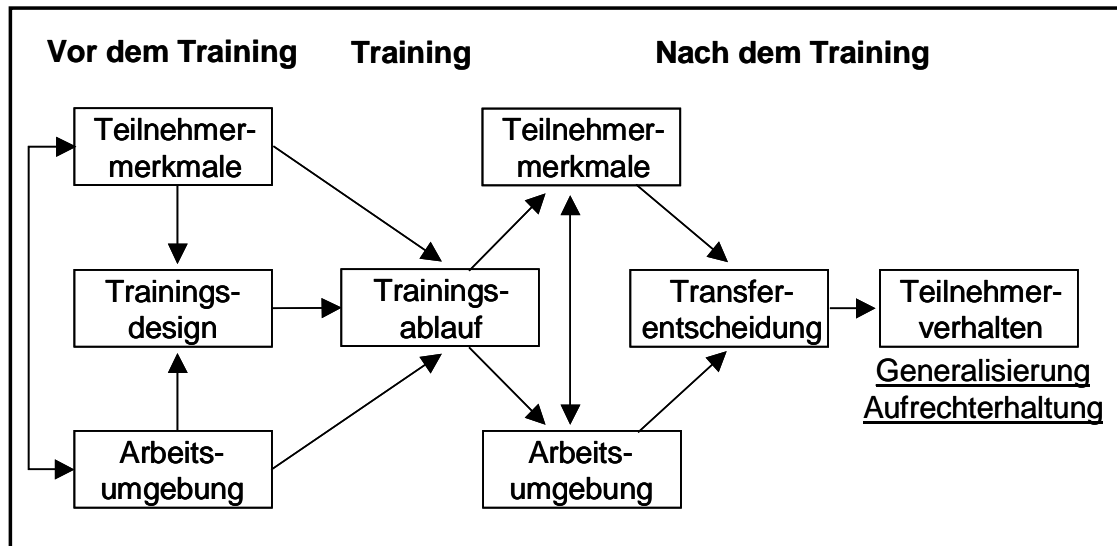 Vor dem Training
Training
Nach dem Training
Teilnehmer-
merkmale
Teilnehmer-
merkmale
Trainings-
design
Trainings-
ablauf
Transfer-
entscheidung
Teilnehmer-
verhalten
Generalisierung
Aufrechterhaltung
Arbeits-
umgebung
Arbeits-
umgebung